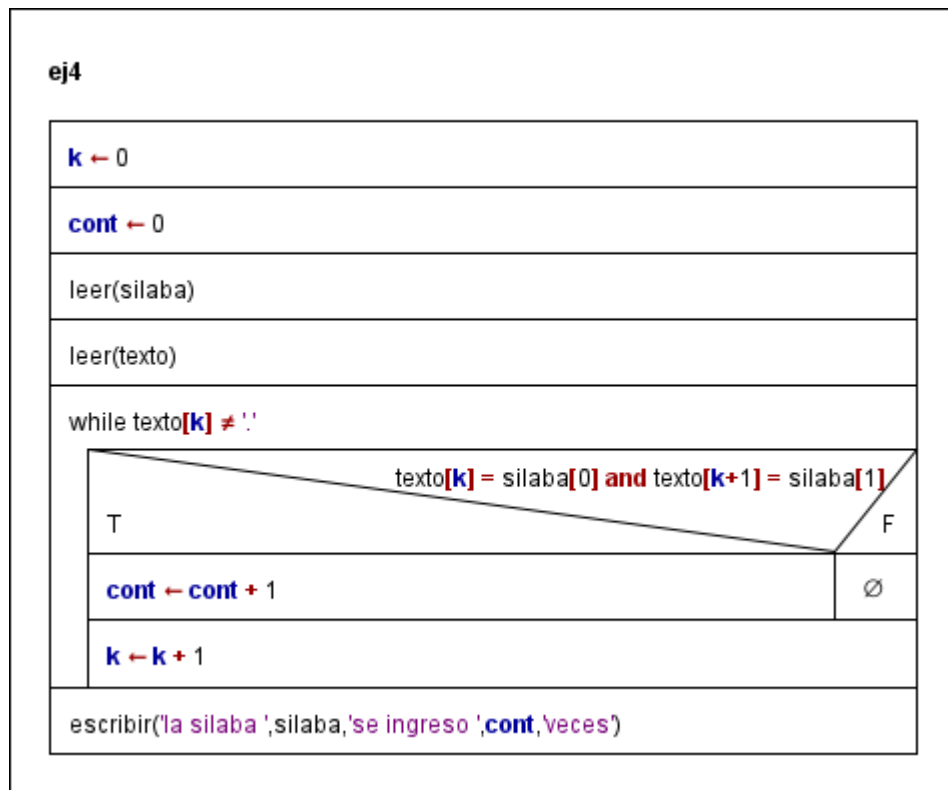 ej4
k ← 0
cont ← 0
leer(silaba)
leer(texto)
while texto[k] ≠ '.'
texto[k] = silaba[0] and texto[k+1] = silaba[1]
T F
cont ← cont + 1 ∅
k ← k + 1
escribir('la silaba ',silaba,'se ingreso ',cont,'veces')